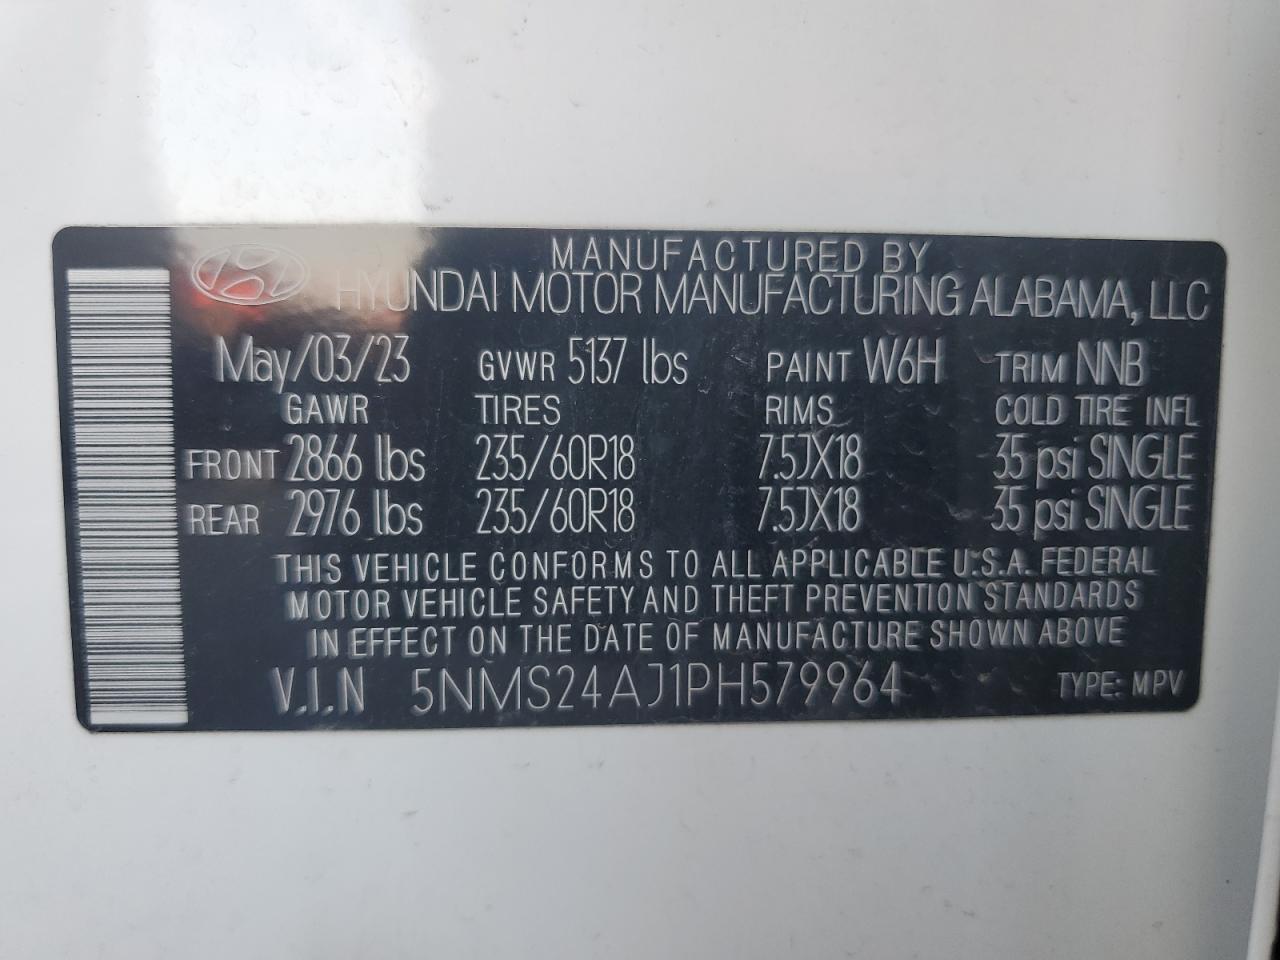 MANUFACTURED BY
HYUNDAI MOTOR MANUFACTURING ALABAMA, LLC
May/03/23 GVWR 5137 lbs PAINT W6H TRIM NNB
GAWR TIRES RIMS COLD TIRE INFL
FRONT 2866 lbs 235/60R18 7.5JX18 35 psi SINGLE
REAR 2976 lbs 235/60R18 7.5JX18 35 psi SINGLE
THIS VEHICLE CONFORMS TO ALL APPLICABLE U.S.A. FEDERAL
MOTOR VEHICLE SAFETY AND THEFT PREVENTION STANDARDS
IN EFFECT ON THE DATE OF MANUFACTURE SHOWN ABOVE
V.I.N 5NMS24AJ1PH579964 TYPE: MPV